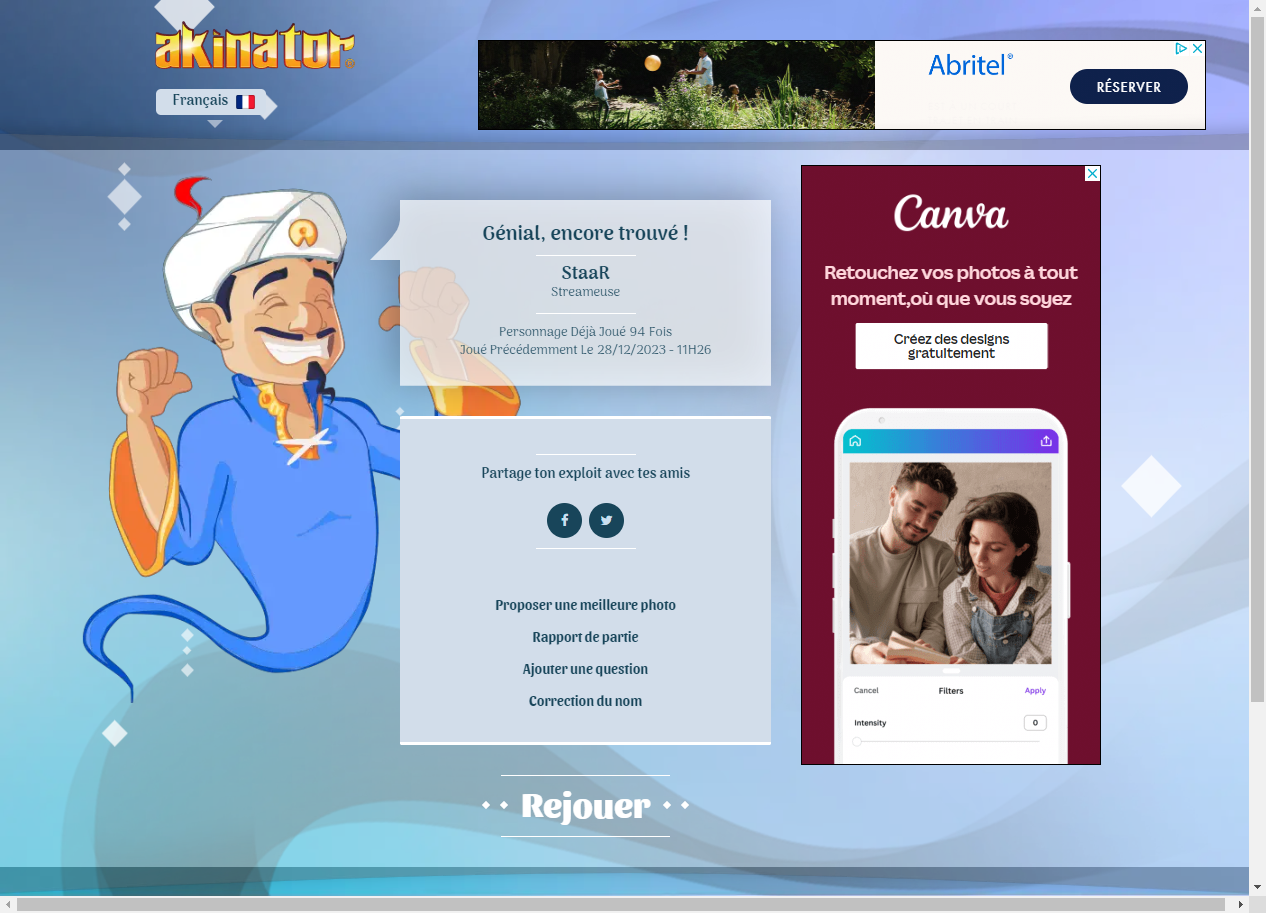 akinator
Français
Abritel®
RÉSERVER
Génial, encore trouvé !
StaaR
Streameuse
Personnage Déjà Joué 94 Fois
Joué Précédemment Le 28/12/2023 - 11H26
Partage ton exploit avec tes amis
Proposer une meilleure photo
Rapport de partie
Ajouter une question
Correction du nom
Rejouer
Canva
Retouchez vos photos à tout
moment,où que vous soyez
Créez des designs
gratuitement
Cancel Filters Apply
Intensity 0